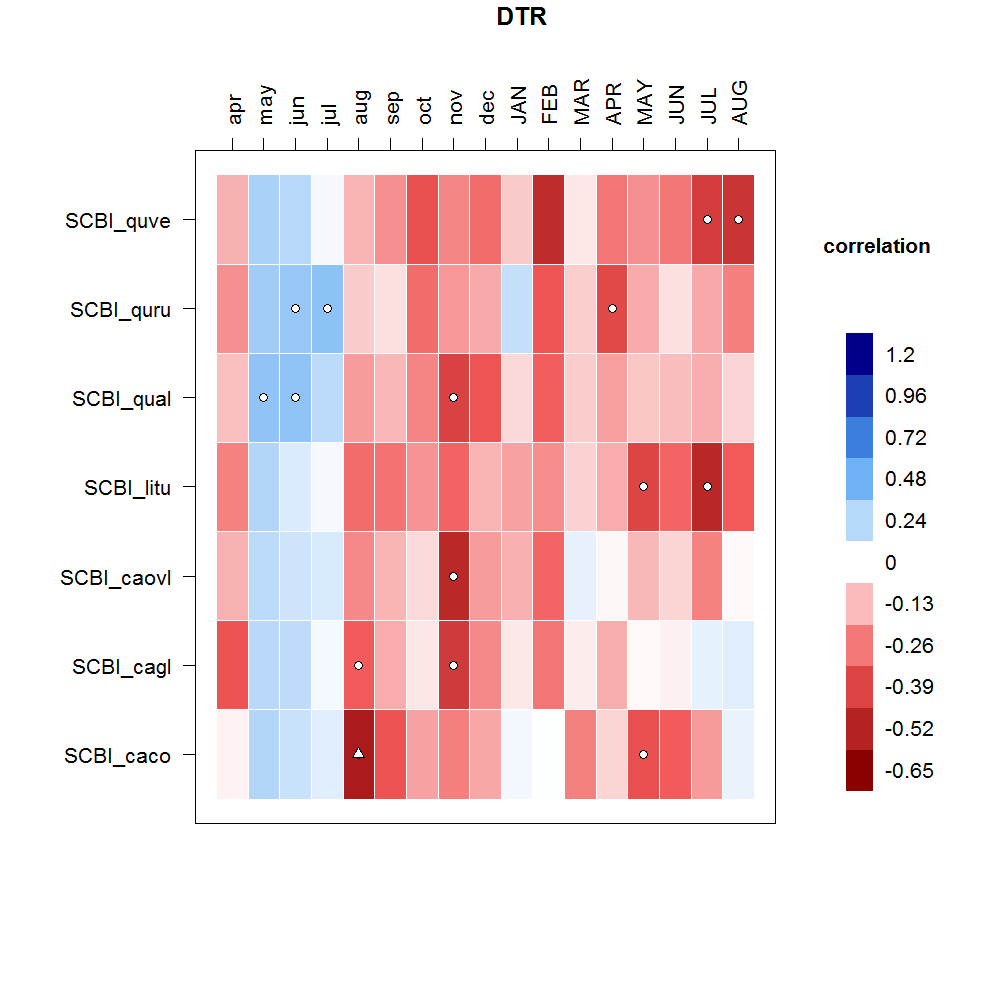 DTR
apr may jun jul aug sep oct nov dec JAN FEB MAR APR MAY JUN JUL AUG
SCBI_quve
SCBI_quru
SCBI_qual
SCBI_litu
SCBI_caovl
SCBI_cagl
SCBI_caco
correlation
1.2
0.96
0.72
0.48
0.24
0
-0.13
-0.26
-0.39
-0.52
-0.65